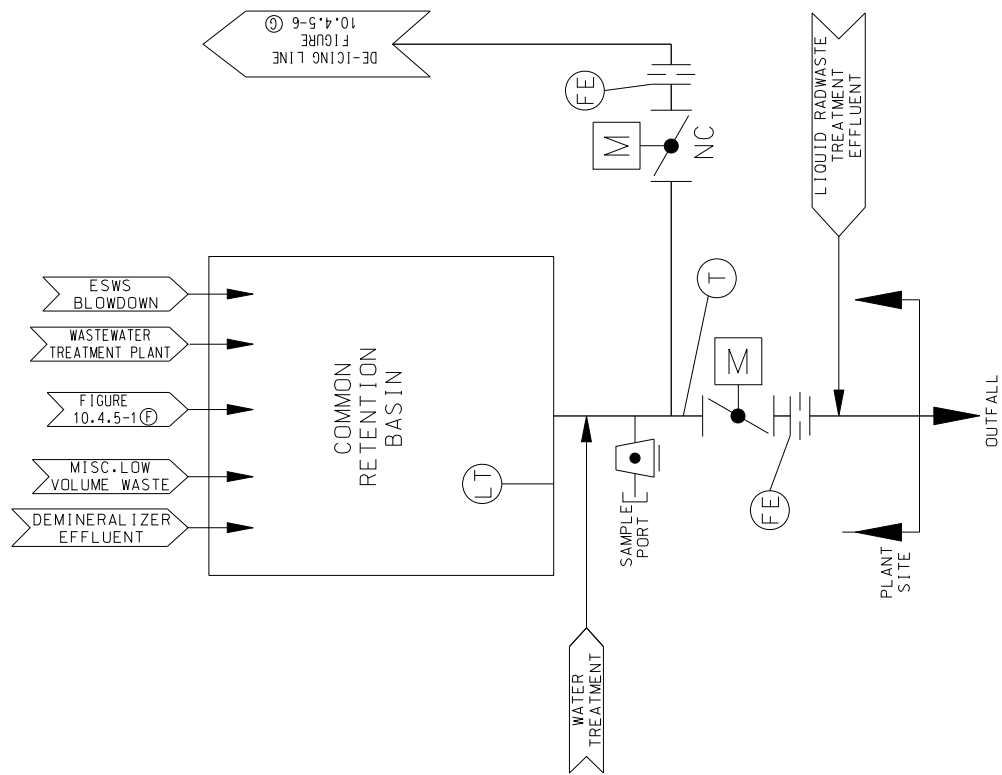 DE-ICING LINE
FIGURE
10.4.5-6 G
FE
M
NC
LIQUID RADWASTE
TREATMENT
EFFLUENT
ESWS
BLOWDOWN
WASTEWATER
TREATMENT PLANT
FIGURE
10.4.5-1 F
MISC.LOW
VOLUME WASTE
DEMINERALIZER
EFFLUENT
COMMON
RETENTION
BASIN
LT
T
M
FE
SAMPLE
PORT
WATER
TREATMENT
PLANT
SITE
OUTFALL